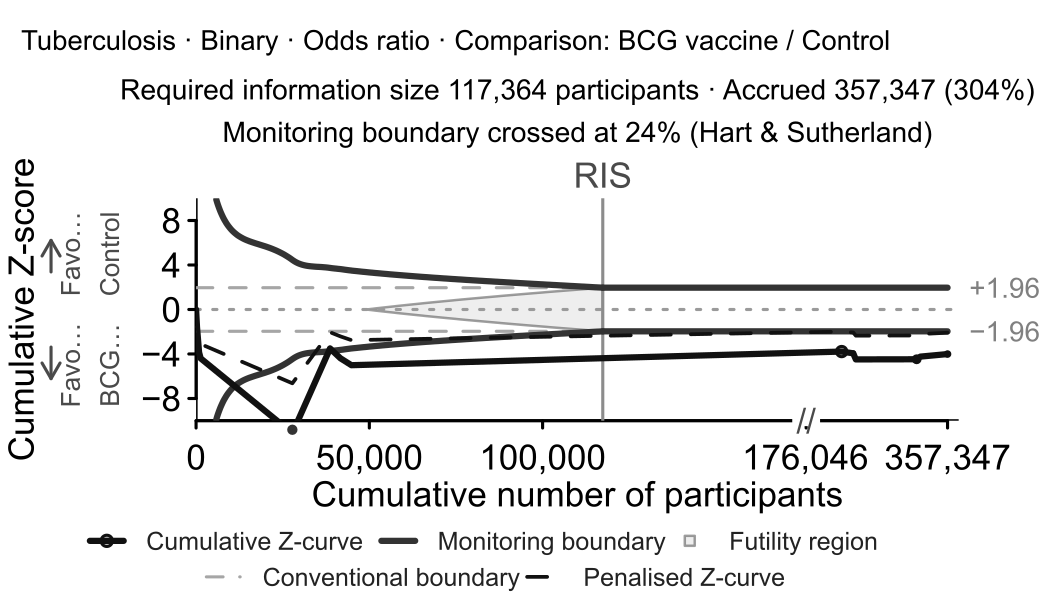 Tuberculosis · Binary · Odds ratio · Comparison: BCG vaccine / Control
Required information size 117,364 participants · Accrued 357,347 (304%)
Monitoring boundary crossed at 24% (Hart & Sutherland)
RIS
Cumulative Z-score
Favo…
Control
Favo…
BCG…
8
4
0
−4
−8
+1.96
−1.96
0
50,000
100,000
176,046
357,347
//
Cumulative number of participants
Cumulative Z-curve
Monitoring boundary
Futility region
Conventional boundary
Penalised Z-curve